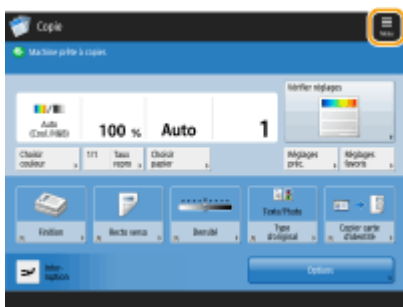 Copie
Menu
Machine prête à copier.
Vérifier réglages
Auto
(Coul./N&B)
100 %
Auto
1
Choisir
couleur
1:1
Taux
repro
Choisir
papier
Réglages
préc.
Réglages
favoris
Finition
Recto verso
Densité
Texte/Photo
Type
d'original
Copier carte
d'identité
Inter-
ruption
Options